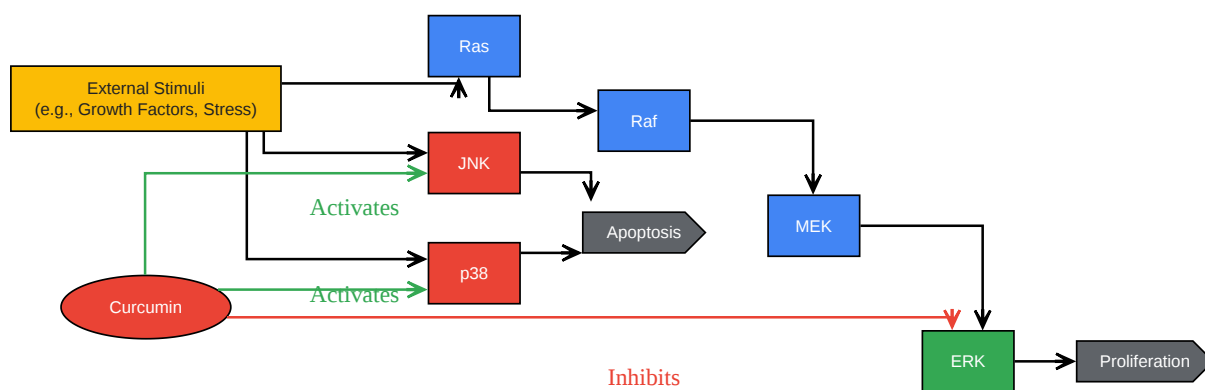 Ras
External Stimuli
(e.g., Growth Factors, Stress)
Raf
JNK
Activates
Apoptosis
MEK
p38
Activates
Curcumin
ERK
Proliferation
Inhibits